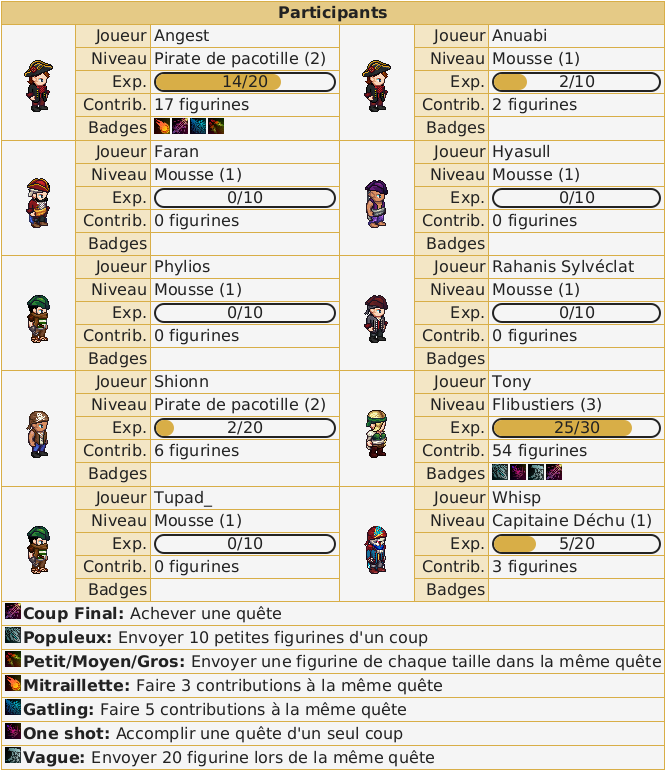 Participants
Joueur Angest
Niveau Pirate de pacotille (2)
Exp. 14/20
Contrib. 17 figurines
Badges
Joueur Anuabi
Niveau Mousse (1)
Exp. 2/10
Contrib. 2 figurines
Badges
Joueur Faran
Niveau Mousse (1)
Exp. 0/10
Contrib. 0 figurines
Badges
Joueur Hyasull
Niveau Mousse (1)
Exp. 0/10
Contrib. 0 figurines
Badges
Joueur Phylios
Niveau Mousse (1)
Exp. 0/10
Contrib. 0 figurines
Badges
Joueur Rahanis Sylvéclat
Niveau Mousse (1)
Exp. 0/10
Contrib. 0 figurines
Badges
Joueur Shionn
Niveau Pirate de pacotille (2)
Exp. 2/20
Contrib. 6 figurines
Badges
Joueur Tony
Niveau Flibustiers (3)
Exp. 25/30
Contrib. 54 figurines
Badges
Joueur Tupad_
Niveau Mousse (1)
Exp. 0/10
Contrib. 0 figurines
Badges
Joueur Whisp
Niveau Capitaine Déchu (1)
Exp. 5/20
Contrib. 3 figurines
Badges
Coup Final: Achever une quête
Populeux: Envoyer 10 petites figurines d'un coup
Petit/Moyen/Gros: Envoyer une figurine de chaque taille dans la même quête
Mitraillette: Faire 3 contributions à la même quête
Gatling: Faire 5 contributions à la même quête
One shot: Accomplir une quête d'un seul coup
Vague: Envoyer 20 figurine lors de la même quête